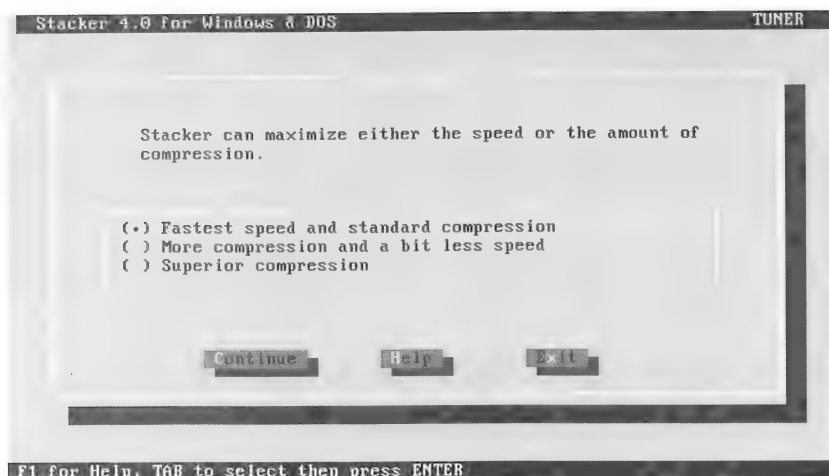 Stacker 4.0 for Windows & DOS TUNER
Stacker can maximize either the speed or the amount of
compression.
(•) Fastest speed and standard compression
( ) More compression and a bit less speed
( ) Superior compression
Continue Help Exit
F1 for Help, TAB to select then press ENTER